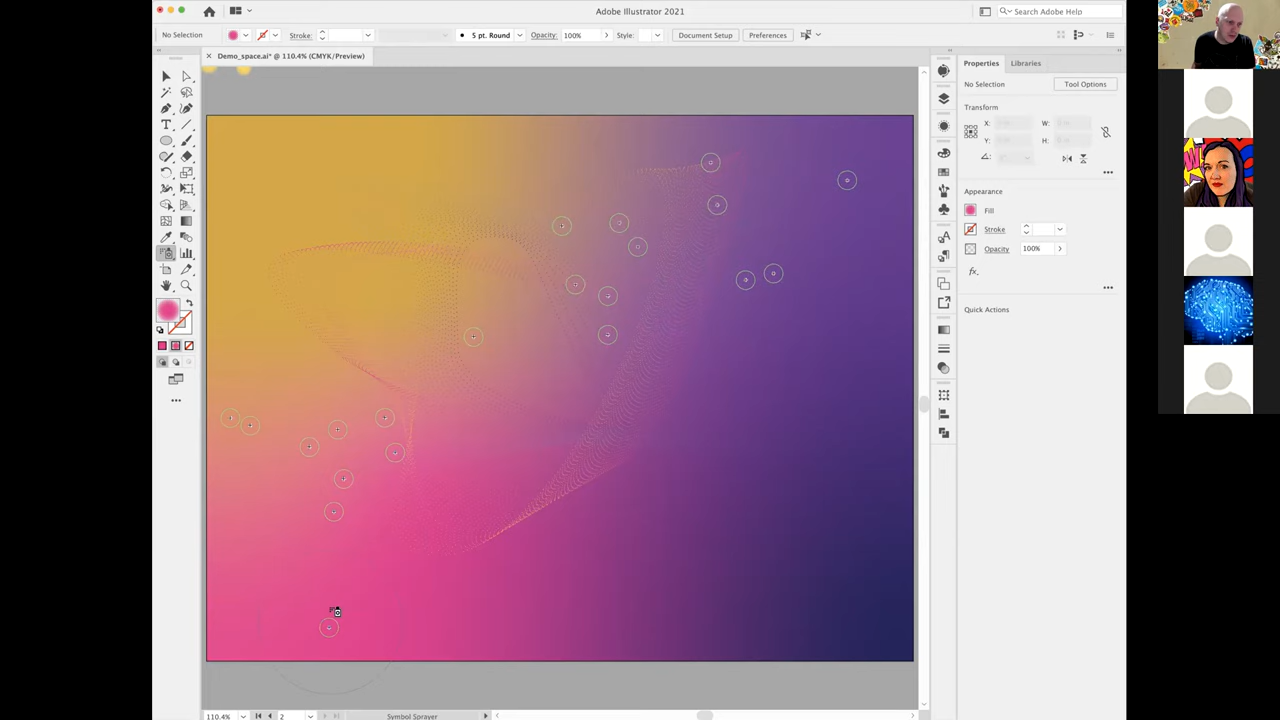 Adobe Illustrator 2021
Search Adobe Help
No Selection
Stroke:
5 pt. Round
Opacity:
100%
Style:
Document Setup
Preferences
Demo_space.ai* @ 110.4% (CMYK/Preview)
Properties
Libraries
No Selection
Tool Options
Transform
X:
W:
Y:
H:
Appearance
Fill
Stroke
Opacity
100%
fx
Quick Actions
110.4%
2
Symbol Sprayer